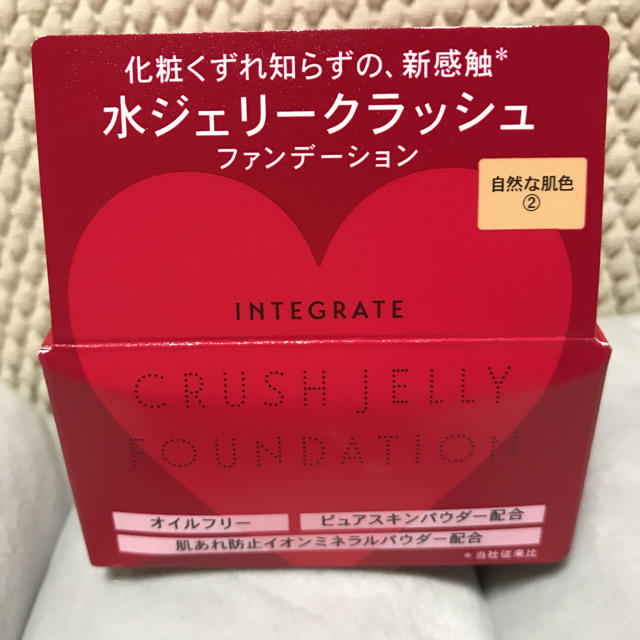 化粧くずれ知らずの、新感触*
水ジェリークラッシュ
ファンデーション
自然な肌色
②
INTEGRATE
CRUSH JELLY
FOUNDATION
オイルフリー
ピュアスキンパウダー配合
肌あれ防止イオンミネラルパウダー配合
*当社従来比